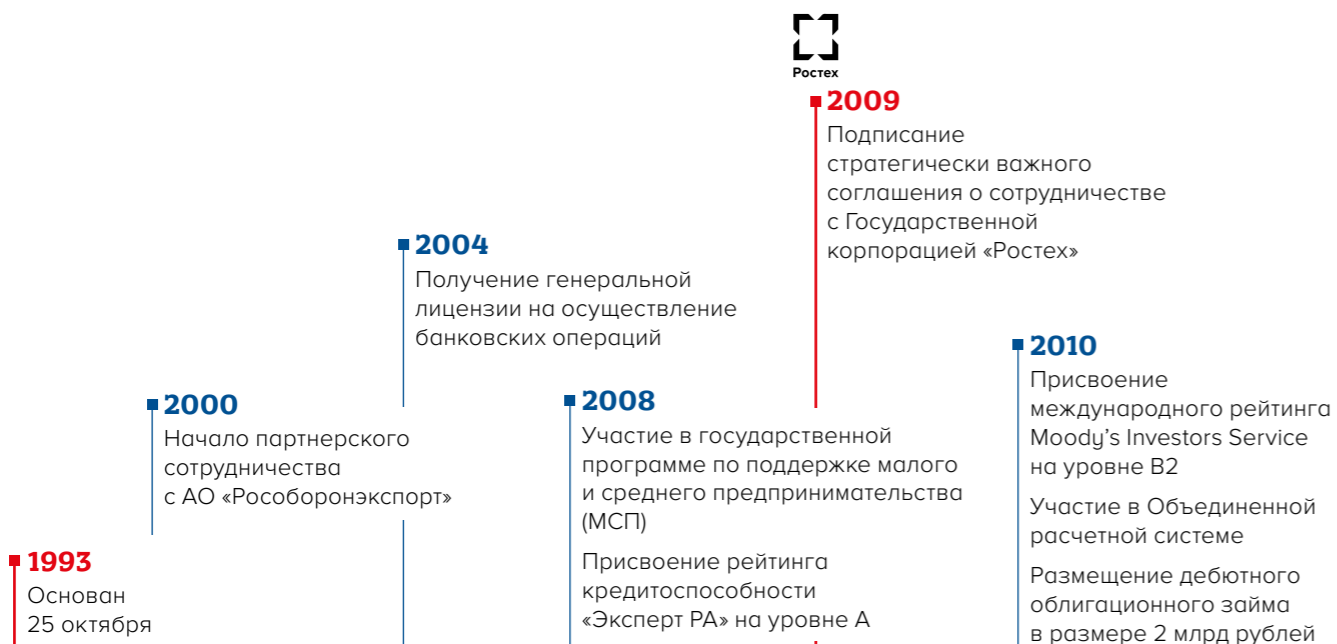 1993
Основан
25 октября
2000
Начало партнерского
сотрудничества
с АО «Рособоронэкспорт»
2004
Получение генеральной
лицензии на осуществление
банковских операций
2008
Участие в государственной
программе по поддержке малого
и среднего предпринимательства
(МСП)
Присвоение рейтинга
кредитоспособности
«Эксперт РА» на уровне А
Ростех
2009
Подписание
стратегически важного
соглашения о сотрудничестве
с Государственной
корпорацией «Ростех»
2010
Присвоение
международного рейтинга
Moody’s Investors Service
на уровне B2
Участие в Объединенной
расчетной системе
Размещение дебютного
облигационного займа
в размере 2 млрд рублей